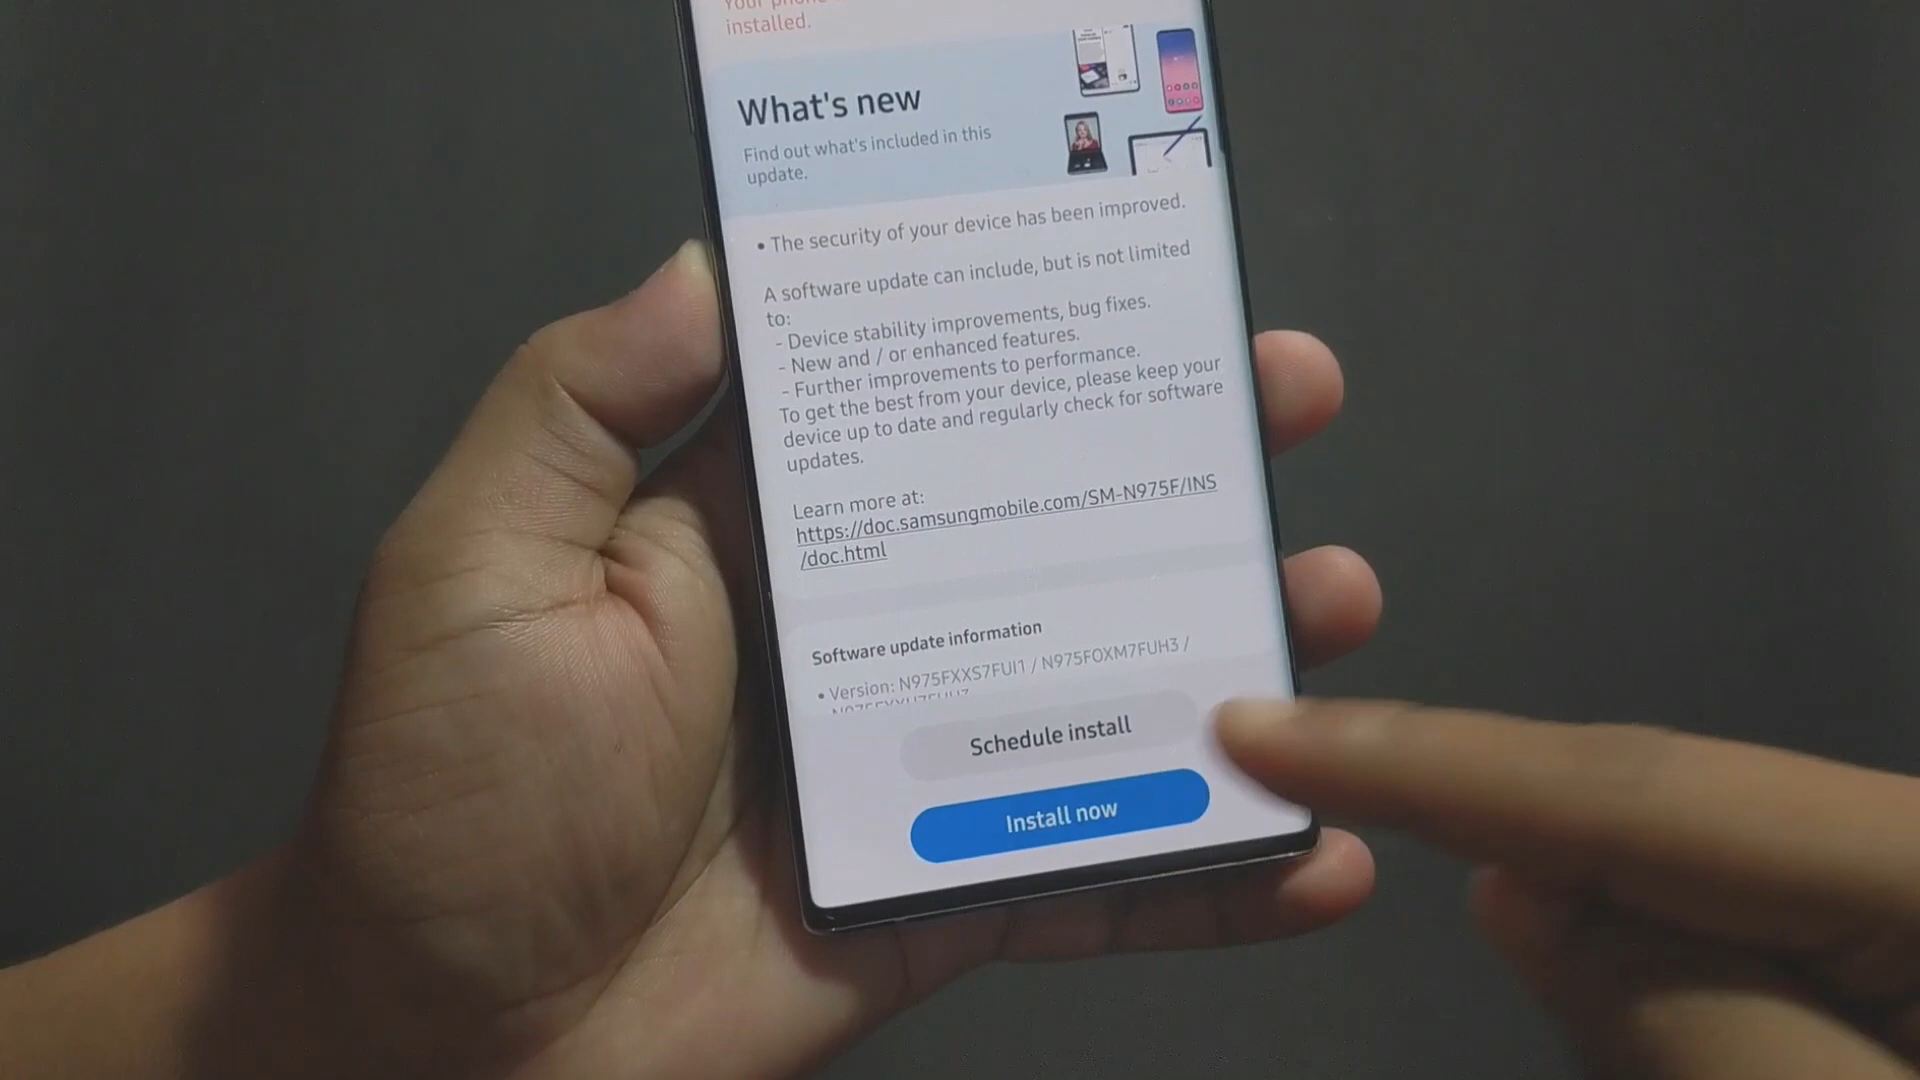 Your phone
installed.
What's new
Find out what's included in this
update.
• The security of your device has been improved.
A software update can include, but is not limited
to:
- Device stability improvements, bug fixes.
- New and / or enhanced features.
- Further improvements to performance.
To get the best from your device, please keep your
device up to date and regularly check for software
updates.
Learn more at:
https://doc.samsungmobile.com/SM-N975F/INS
/doc.html
Software update information
• Version: N975FXXS7FUI1 / N975FOXM7FUH3 /
Schedule install
Install now